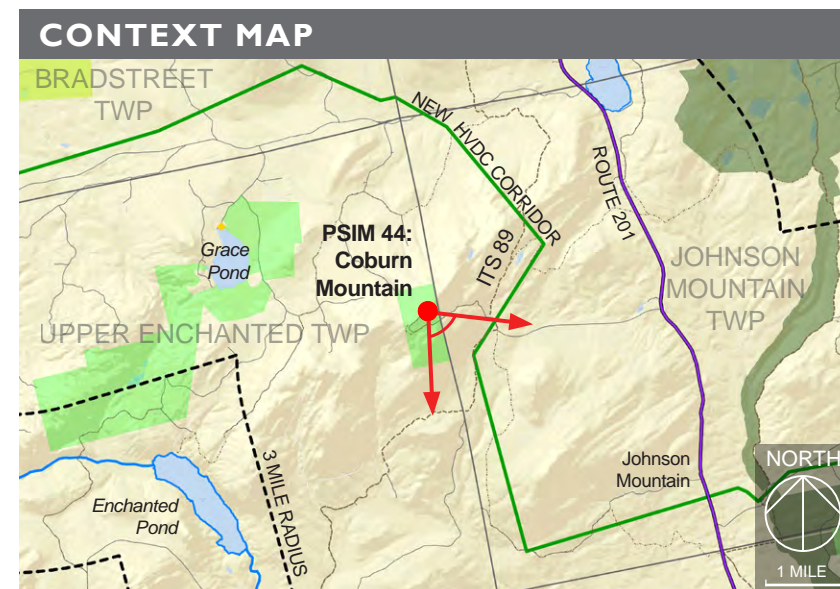 CONTEXT MAP
BRADSTREET
TWP
NEW HVDC CORRIDOR
ROUTE 201
ITS 89
Grace
Pond
PSIM 44:
Coburn
Mountain
JOHNSON
MOUNTAIN
TWP
UPPER ENCHANTED TWP
3 MILE RADIUS
Enchanted
Pond
Johnson
Mountain
NORTH
1 MILE